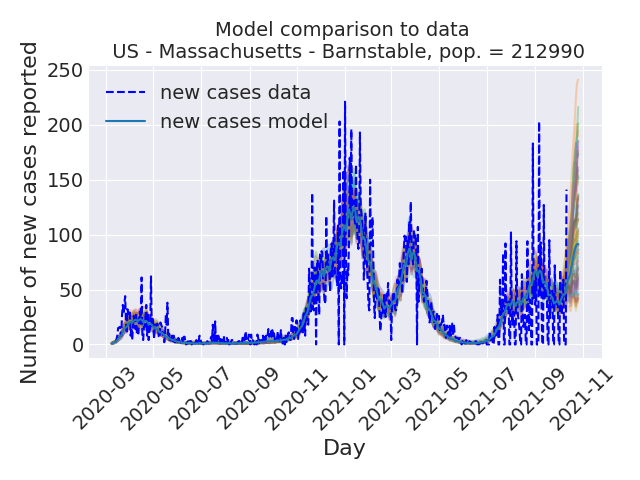 Model comparison to data
US - Massachusetts - Barnstable, pop. = 212990
Number of new cases reported
250
200
150
100
50
0
new cases data
new cases model
2020-03
2020-05
2020-07
2020-09
2020-11
2021-01
2021-03
2021-05
2021-07
2021-09
2021-11
Day